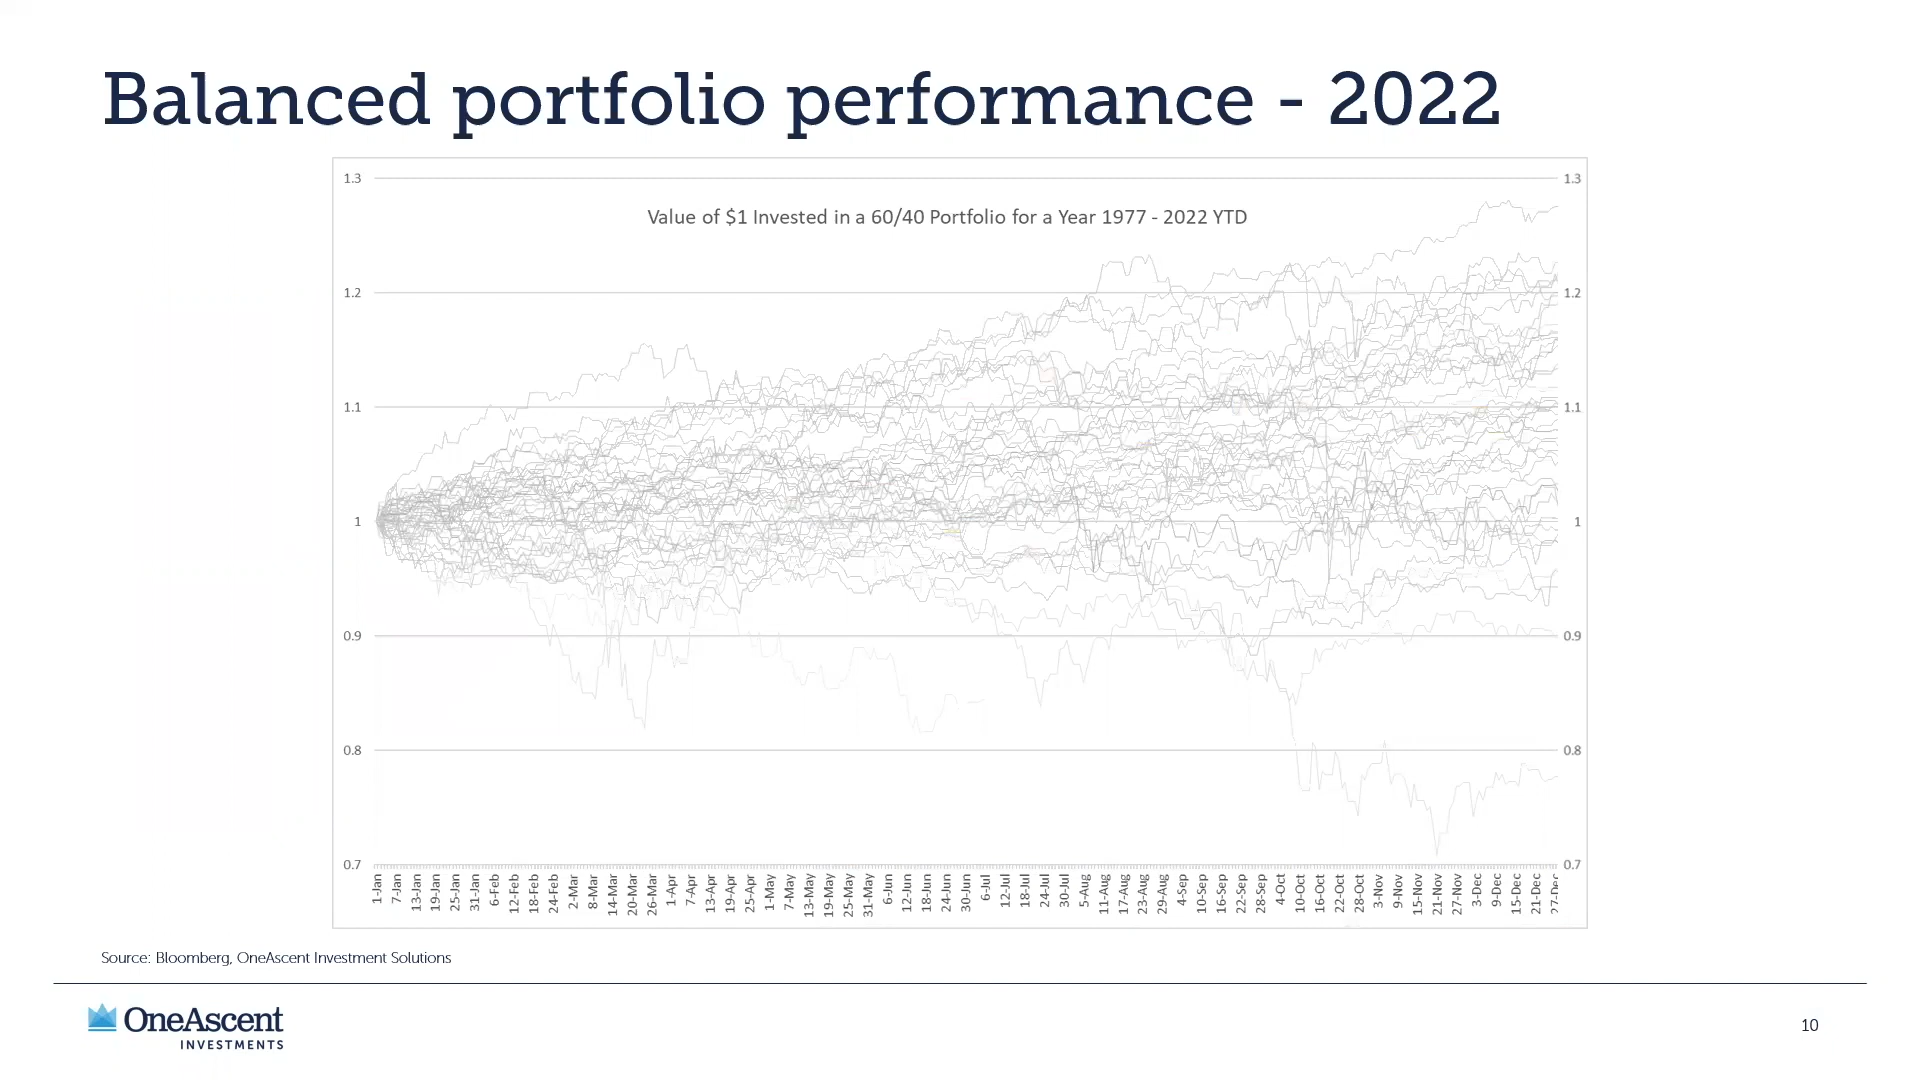 Balanced portfolio performance - 2022
1.3
1.3
Value of $1 Invested in a 60/40 Portfolio for a Year 1977 - 2022 YTD
1.2
1.2
1.1
1.1
1
1
0.9
0.9
0.8
0.8
0.7
0.7
1-Jan
7-Jan
13-Jan
19-Jan
25-Jan
31-Jan
6-Feb
12-Feb
18-Feb
24-Feb
2-Mar
8-Mar
14-Mar
20-Mar
26-Mar
1-Apr
7-Apr
13-Apr
19-Apr
25-Apr
1-May
7-May
13-May
19-May
25-May
31-May
6-Jun
12-Jun
18-Jun
24-Jun
30-Jun
6-Jul
12-Jul
18-Jul
24-Jul
30-Jul
5-Aug
11-Aug
17-Aug
23-Aug
29-Aug
4-Sep
10-Sep
16-Sep
22-Sep
28-Sep
4-Oct
10-Oct
16-Oct
22-Oct
28-Oct
3-Nov
9-Nov
15-Nov
21-Nov
27-Nov
3-Dec
9-Dec
15-Dec
21-Dec
27-Dec
Source: Bloomberg, OneAscent Investment Solutions
OneAscent
INVESTMENTS
10